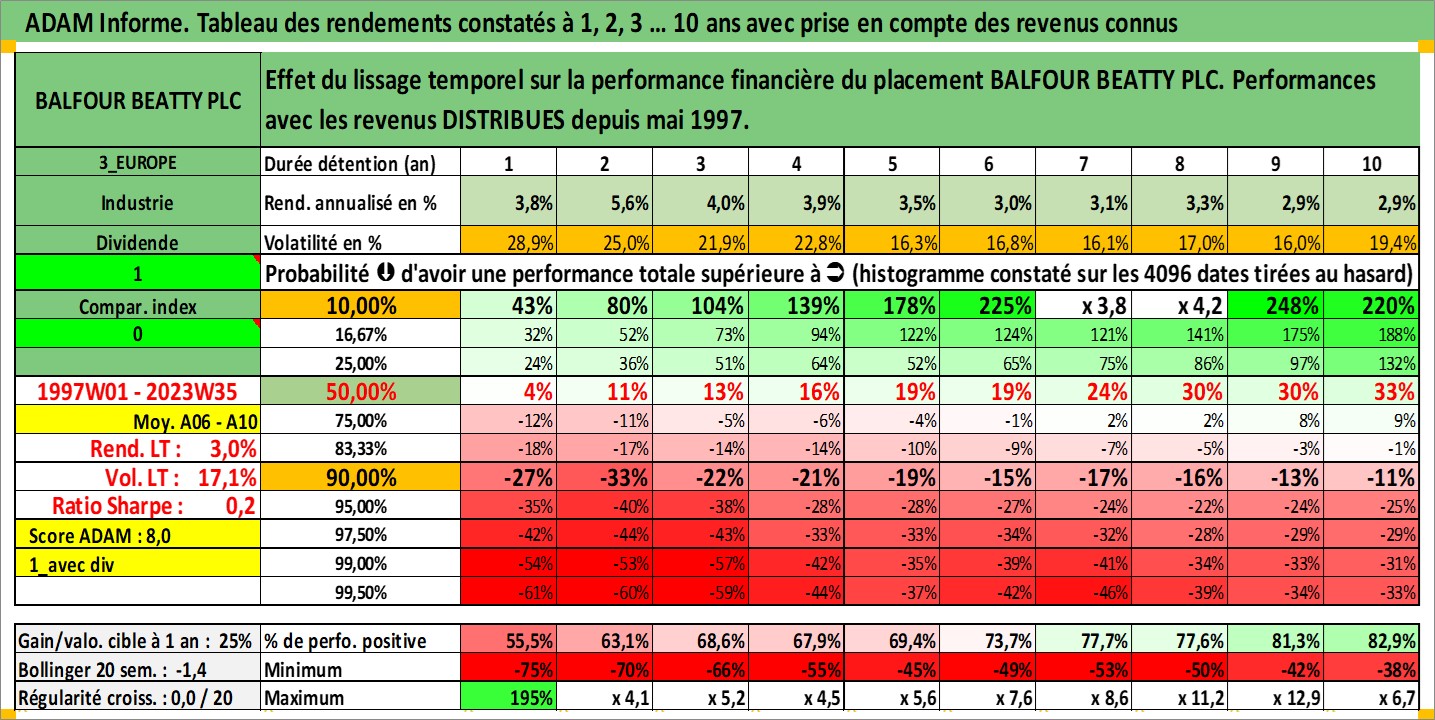 ADAM Informe. Tableau des rendements constatés à 1, 2, 3 ... 10 ans avec prise en compte des revenus connus
BALFOUR BEATTY PLC
Effet du lissage temporel sur la performance financière du placement BALFOUR BEATTY PLC. Performances
avec les revenus DISTRIBUES depuis mai 1997.
3_EUROPE Durée détention (an) 1 2 3 4 5 6 7 8 9 10
Industrie Rend. annualisé en % 3,8% 5,6% 4,0% 3,9% 3,5% 3,0% 3,1% 3,3% 2,9% 2,9%
Dividende Volatilité en % 28,9% 25,0% 21,9% 22,8% 16,3% 16,8% 16,1% 17,0% 16,0% 19,4%
1 Probabilité d'avoir une performance totale supérieure à (histogramme constaté sur les 4096 dates tirées au hasard)
Compar. index 10,00% 43% 80% 104% 139% 178% 225% x 3,8 x 4,2 248% 220%
0 16,67% 32% 52% 73% 94% 122% 124% 121% 141% 175% 188%
25,00% 24% 36% 51% 64% 52% 65% 75% 86% 97% 132%
1997W01 - 2023W35 50,00% 4% 11% 13% 16% 19% 19% 24% 30% 30% 33%
Moy. A06 - A10 75,00% -12% -11% -5% -6% -4% -1% 2% 2% 8% 9%
Rend. LT : 3,0% 83,33% -18% -17% -14% -14% -10% -9% -7% -5% -3% -1%
Vol. LT : 17,1% 90,00% -27% -33% -22% -21% -19% -15% -17% -16% -13% -11%
Ratio Sharpe : 0,2 95,00% -35% -40% -38% -28% -28% -27% -24% -22% -24% -25%
Score ADAM : 8,0 97,50% -42% -44% -43% -33% -33% -34% -32% -28% -29% -29%
1_avec div 99,00% -54% -53% -57% -42% -35% -39% -41% -34% -33% -31%
99,50% -61% -60% -59% -44% -37% -42% -46% -39% -34% -33%
Gain/valo. cible à 1 an : 25% % de perfo. positive 55,5% 63,1% 68,6% 67,9% 69,4% 73,7% 77,7% 77,6% 81,3% 82,9%
Bollinger 20 sem. : -1,4 Minimum -75% -70% -66% -55% -45% -49% -53% -50% -42% -38%
Régularité croiss. : 0,0 / 20 Maximum 195% x 4,1 x 5,2 x 4,5 x 5,6 x 7,6 x 8,6 x 11,2 x 12,9 x 6,7